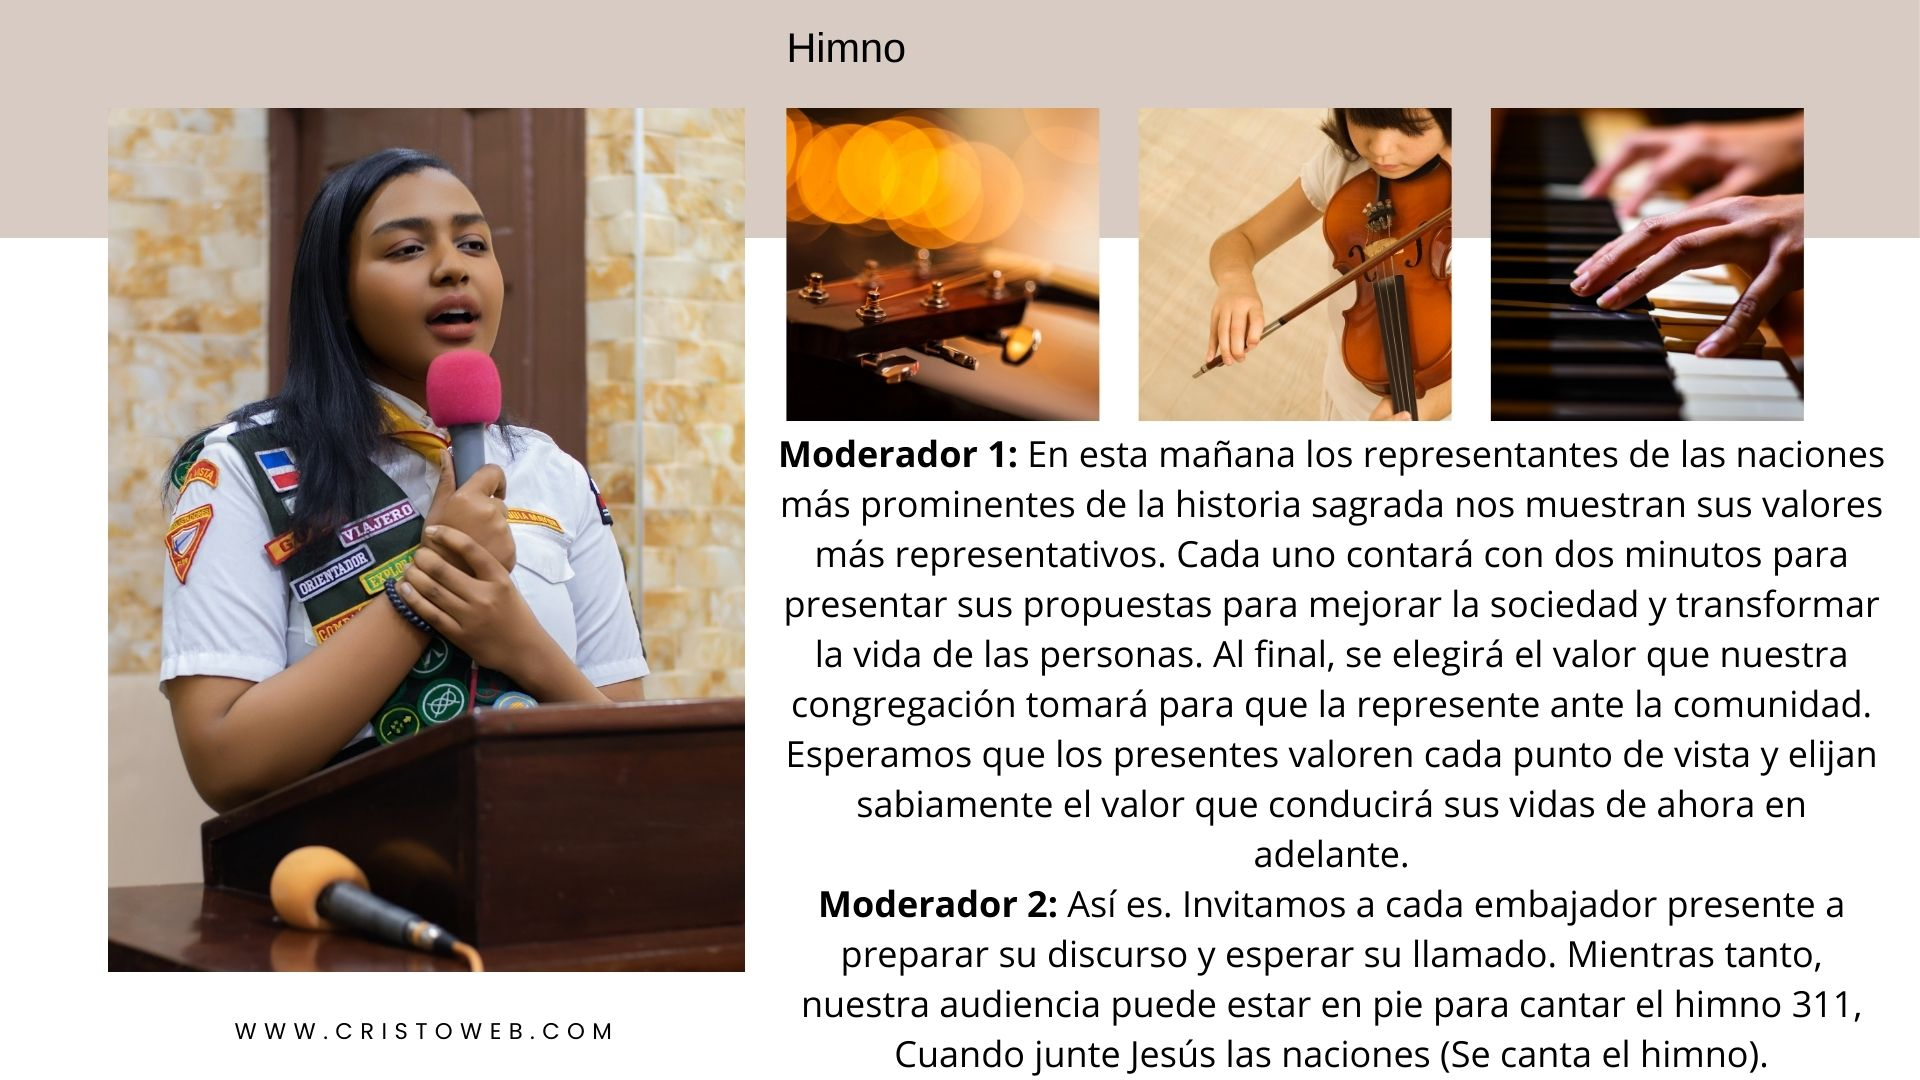 Himno
VISTA
VIAJERO
ORIENTADOR
Moderador 1: En esta mañana los representantes de las naciones
más prominentes de la historia sagrada nos muestran sus valores
más representativos. Cada uno contará con dos minutos para
presentar sus propuestas para mejorar la sociedad y transformar
la vida de las personas. Al final, se elegirá el valor que nuestra
congregación tomará para que la represente ante la comunidad.
Esperamos que los presentes valoren cada punto de vista y elijan
sabiamente el valor que conducirá sus vidas de ahora en
adelante.
Moderador 2: Así es. Invitamos a cada embajador presente a
preparar su discurso y esperar su llamado. Mientras tanto,
nuestra audiencia puede estar en pie para cantar el himno 311,
Cuando junte Jesús las naciones (Se canta el himno).
WWW.CRISTOWEB.COM